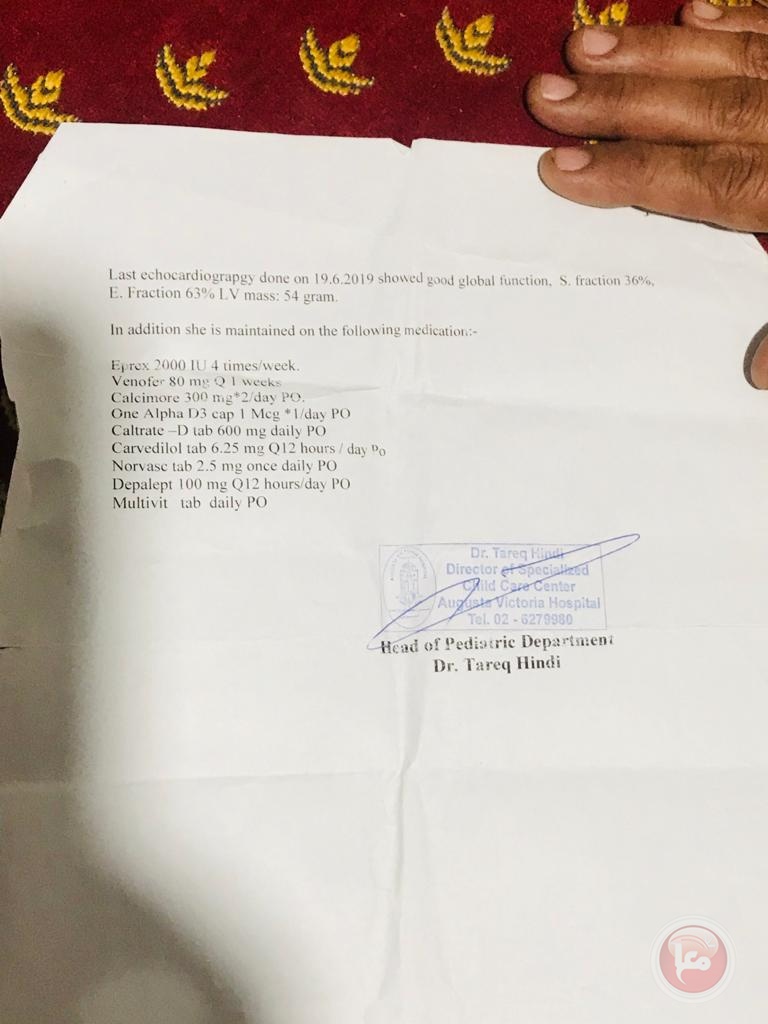 Last echocardiograpgy done on 19.6.2019 showed good global function, S. fraction 36%,
E. Fraction 63% LV mass: 54 gram.
In addition she is maintained on the following medication:-
Eprex 2000 IU 4 times/week.
Venofer 80 mg Q 1 weeks
Calcimore 300 mg*2/day PO.
One Alpha D3 cap 1 Mcg *1/day PO
Caltrate –D tab 600 mg daily PO
Carvedilol tab 6.25 mg Q12 hours / day Po
Norvasc tab 2.5 mg once daily PO
Depalept 100 mg Q12 hours/day PO
Multivit tab daily PO
Dr. Tareq Hindi
Director of Specialized
Child Care Center
Augusta Victoria Hospital
Tel. 02 - 6279980
Head of Pediatric Department
Dr. Tareq Hindi
معا